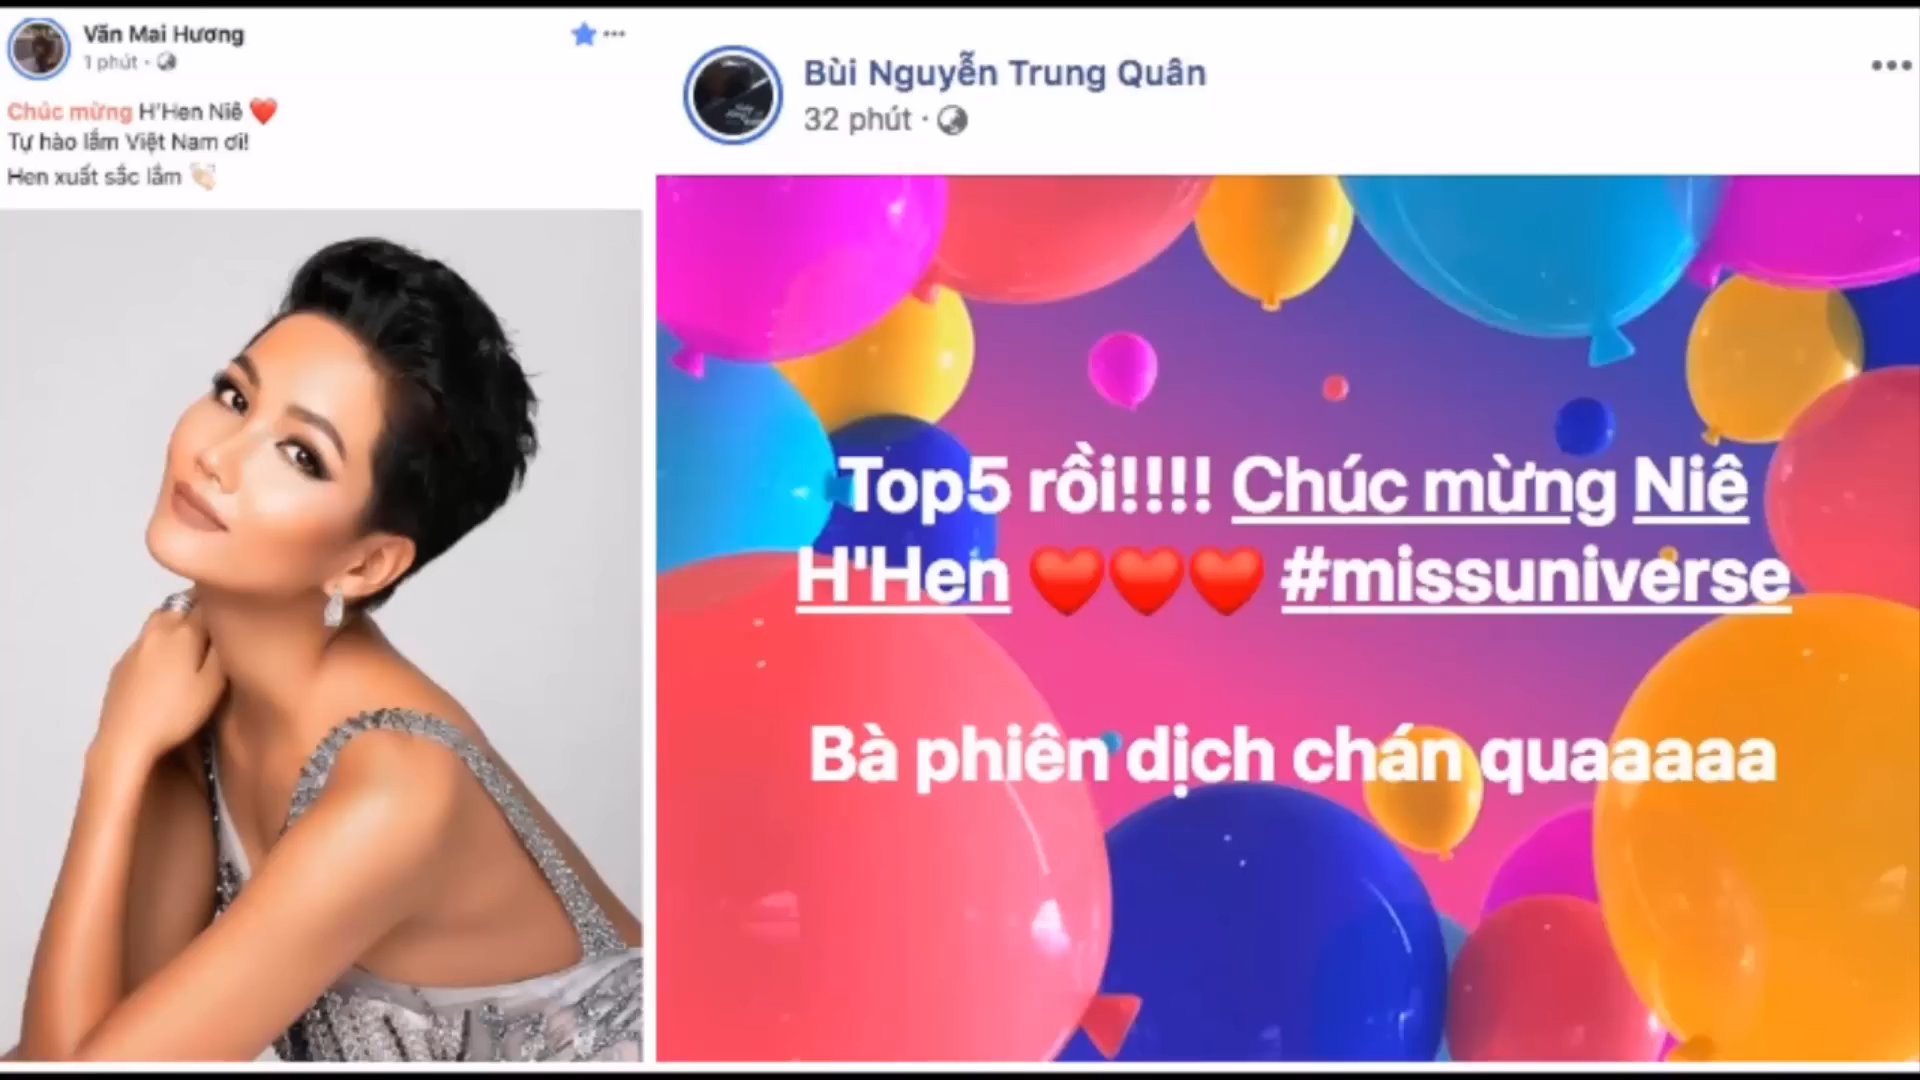 Văn Mai Hương
1 phút ·
Chúc mừng H'Hen Niê ❤️
Tự hào lắm Việt Nam ơi!
Hen xuất sắc lắm 👏🏻
Bùi Nguyễn Trung Quân
32 phút ·
Top5 rồi!!!! Chúc mừng Niê
H'Hen ❤️❤️❤️ #missuniverse
Bà phiên dịch chán quaaaaa